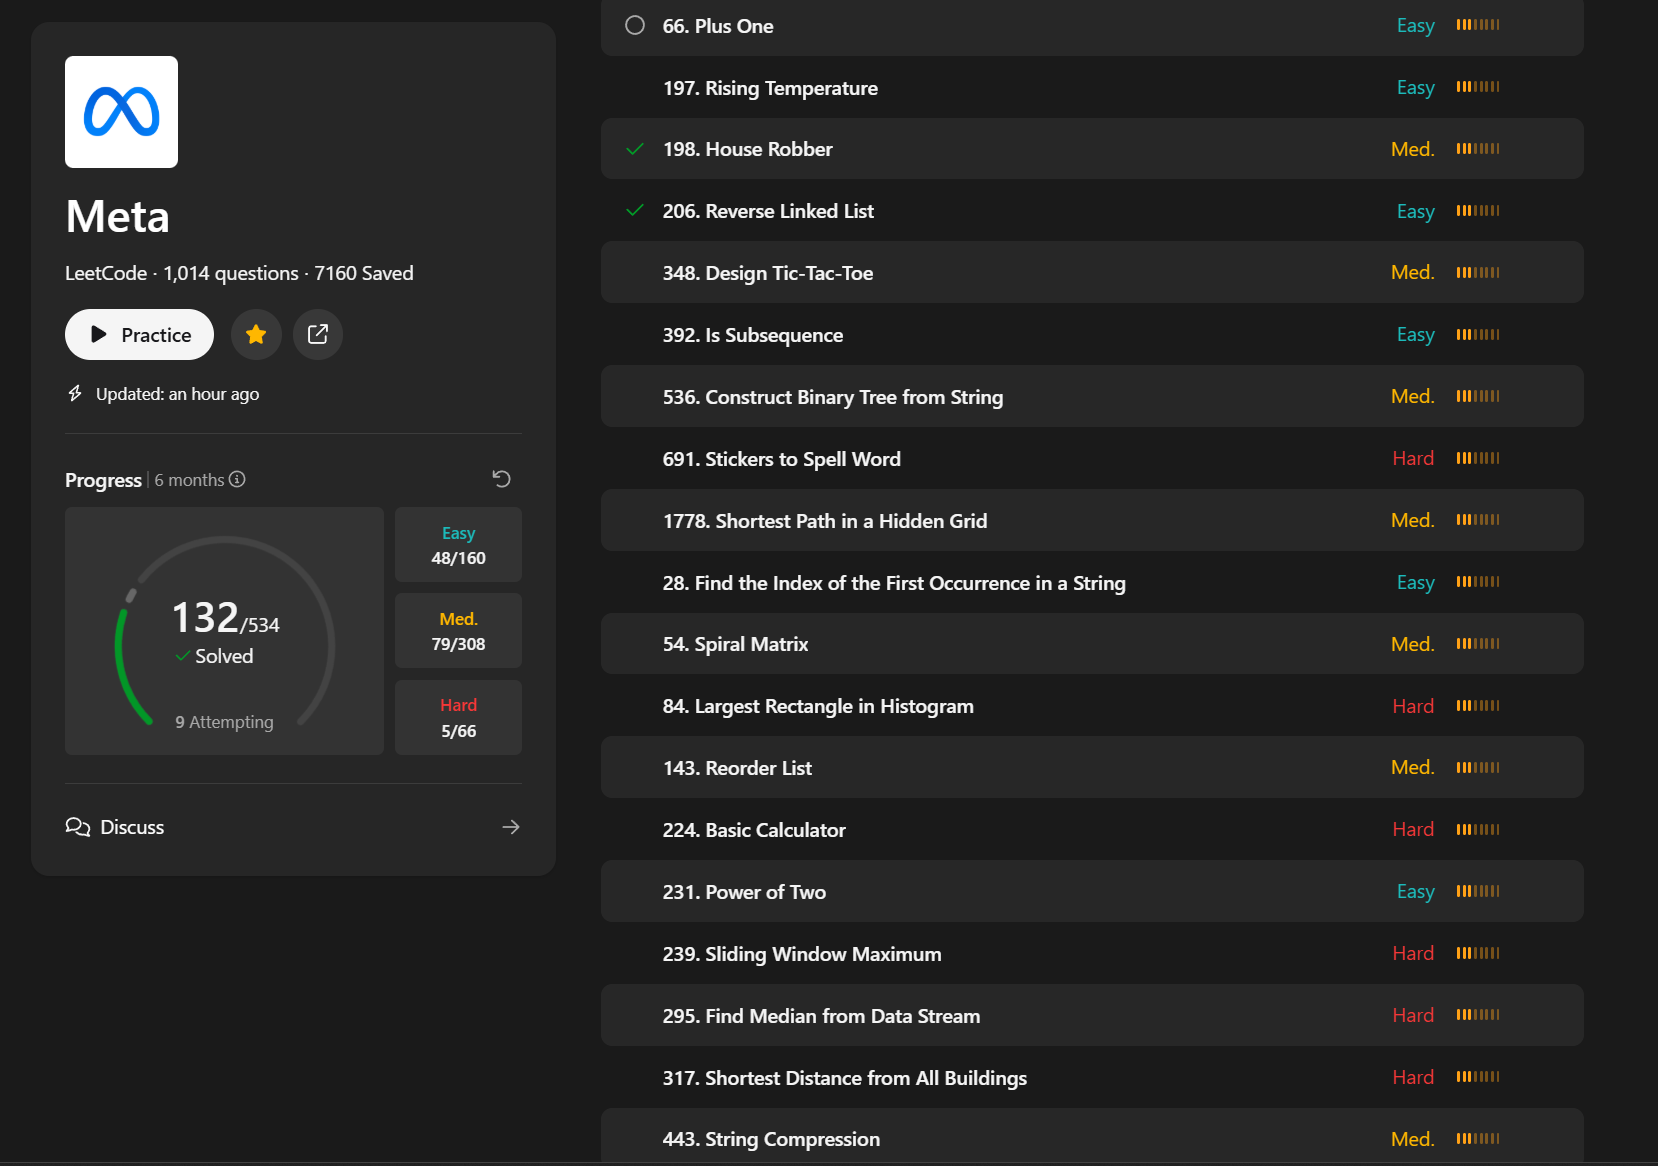 Meta
LeetCode · 1,014 questions · 7160 Saved
Practice
Updated: an hour ago
Progress | 6 months
132/534
Solved
9 Attempting
Easy
48/160
Med.
79/308
Hard
5/66
Discuss
66. Plus One Easy
197. Rising Temperature Easy
198. House Robber Med.
206. Reverse Linked List Easy
348. Design Tic-Tac-Toe Med.
392. Is Subsequence Easy
536. Construct Binary Tree from String Med.
691. Stickers to Spell Word Hard
1778. Shortest Path in a Hidden Grid Med.
28. Find the Index of the First Occurrence in a String Easy
54. Spiral Matrix Med.
84. Largest Rectangle in Histogram Hard
143. Reorder List Med.
224. Basic Calculator Hard
231. Power of Two Easy
239. Sliding Window Maximum Hard
295. Find Median from Data Stream Hard
317. Shortest Distance from All Buildings Hard
443. String Compression Med.